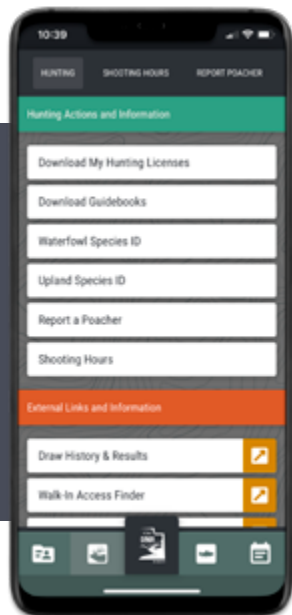 10:39
HUNTING SHOOTING HOURS REPORT POACHER
Hunting Actions and Information
Download My Hunting Licenses
Download Guidebooks
Waterfowl Species ID
Upland Species ID
Report a Poacher
Shooting Hours
External Links and Information
Draw History & Results
Walk-In Access Finder